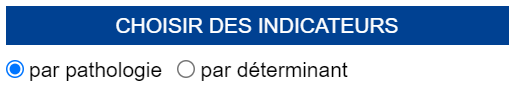 CHOISIR DES INDICATEURS
par pathologie par déterminant